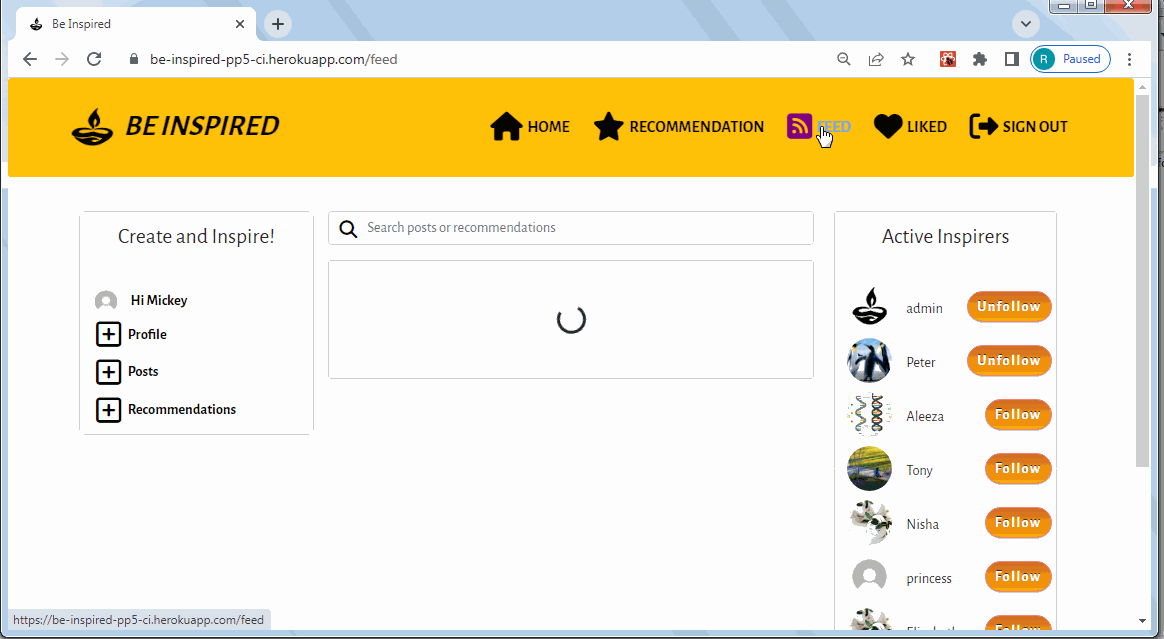 Be Inspired
be-inspired-pp5-ci.herokuapp.com/feed
R Paused
BE INSPIRED
HOME
RECOMMENDATION
FEED
LIKED
SIGN OUT
Create and Inspire!
Hi Mickey
Profile
Posts
Recommendations
Search posts or recommendations
Active Inspirers
admin Unfollow
Peter Unfollow
Aleeza Follow
Tony Follow
Nisha Follow
princess Follow
Follow
https://be-inspired-pp5-ci.herokuapp.com/feed